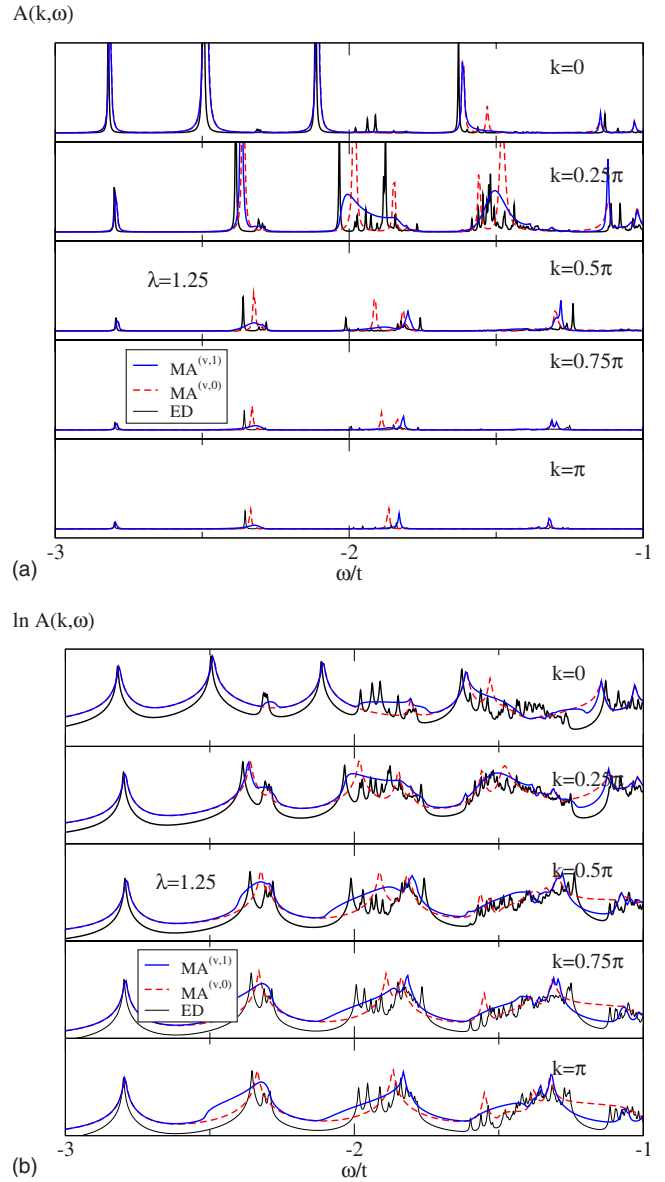 A(k,ω)
k=0
k=0.25π
λ=1.25
k=0.5π
MA(v,1)
MA(v,0)
ED
k=0.75π
k=π
-3 -2 -1
(a) ω/t
ln A(k,ω)
k=0
k=0.25π
λ=1.25
k=0.5π
MA(v,1)
MA(v,0)
ED
k=0.75π
k=π
-3 -2 -1
(b) ω/t